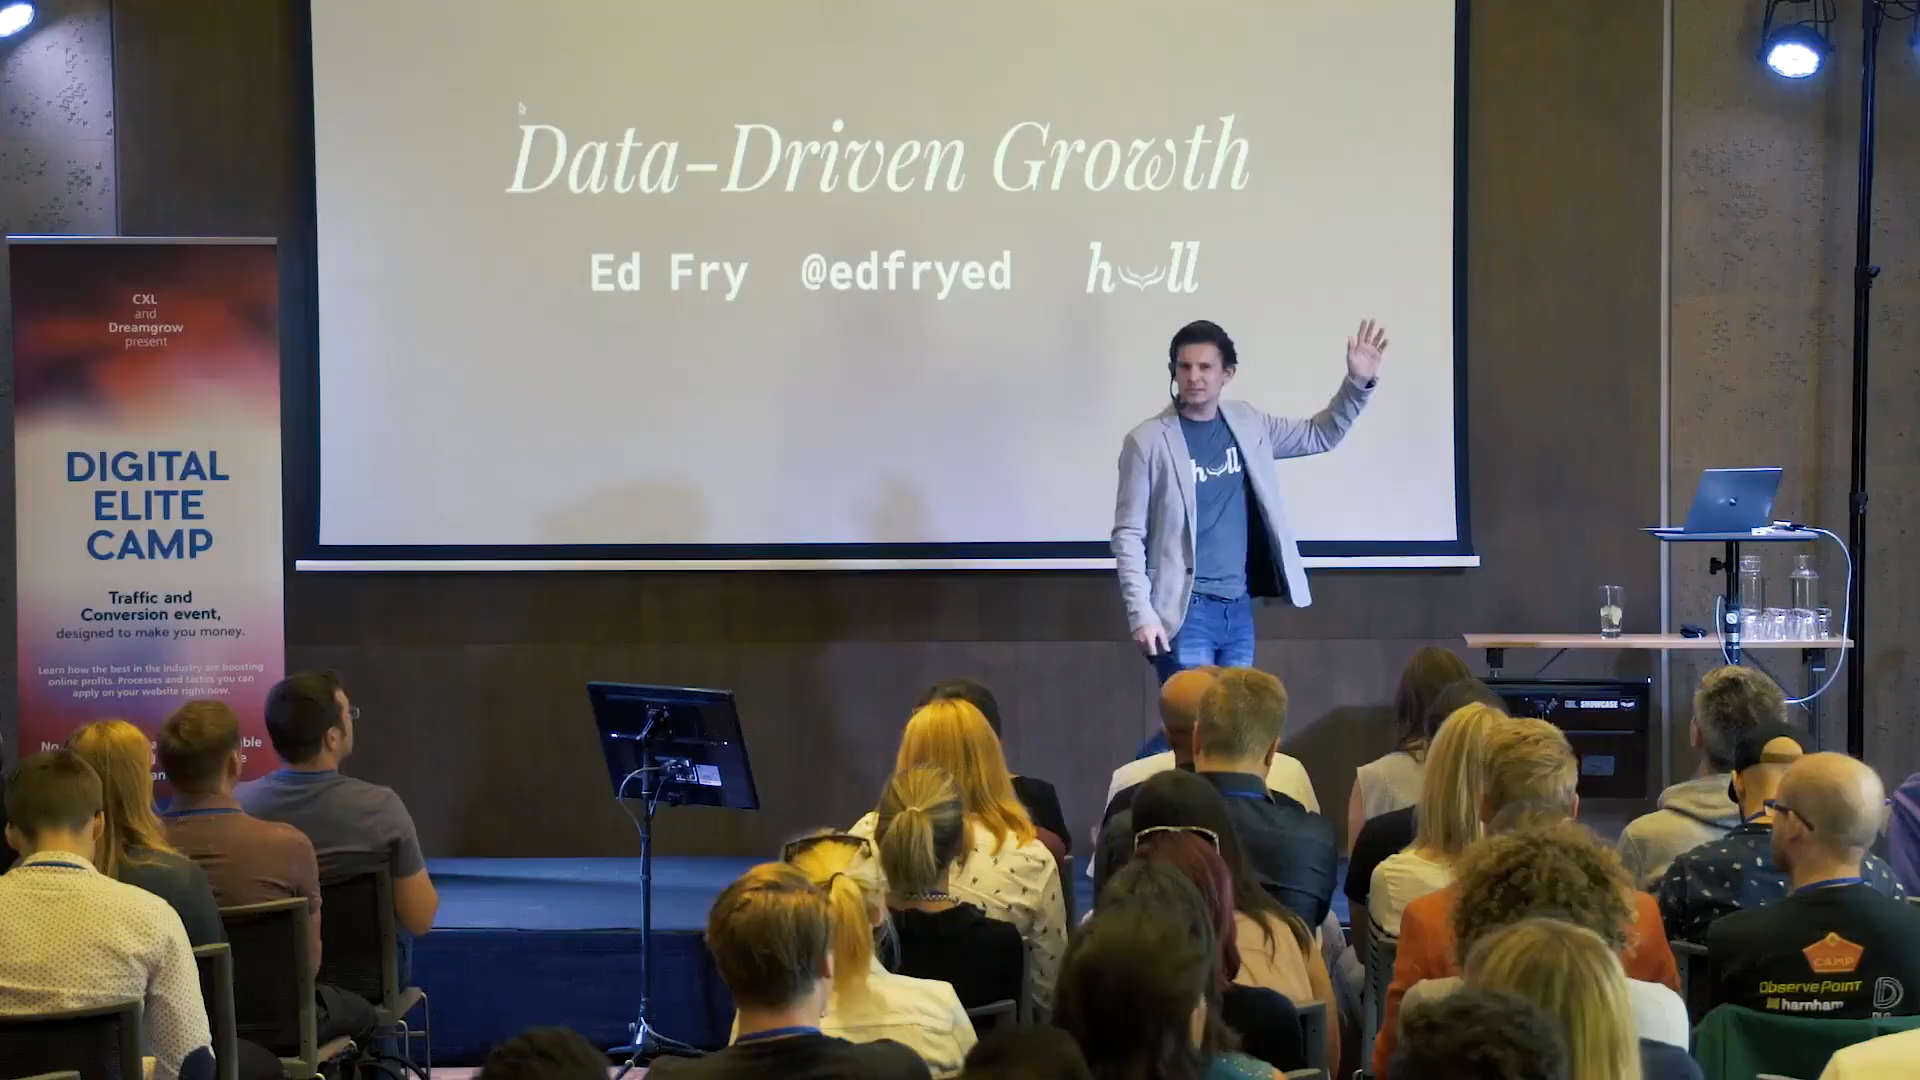 Data-Driven Growth
Ed Fry @edfryed hull
CXL
and
Dreamgrow
present
DIGITAL
ELITE
CAMP
Traffic and
Conversion event,
designed to make you money.
Learn how the best in the industry are boosting
online profits. Processes and tactics you can
apply on your website right now.
hull
SHOWCASE
CAMP
ObservePoint
harnham